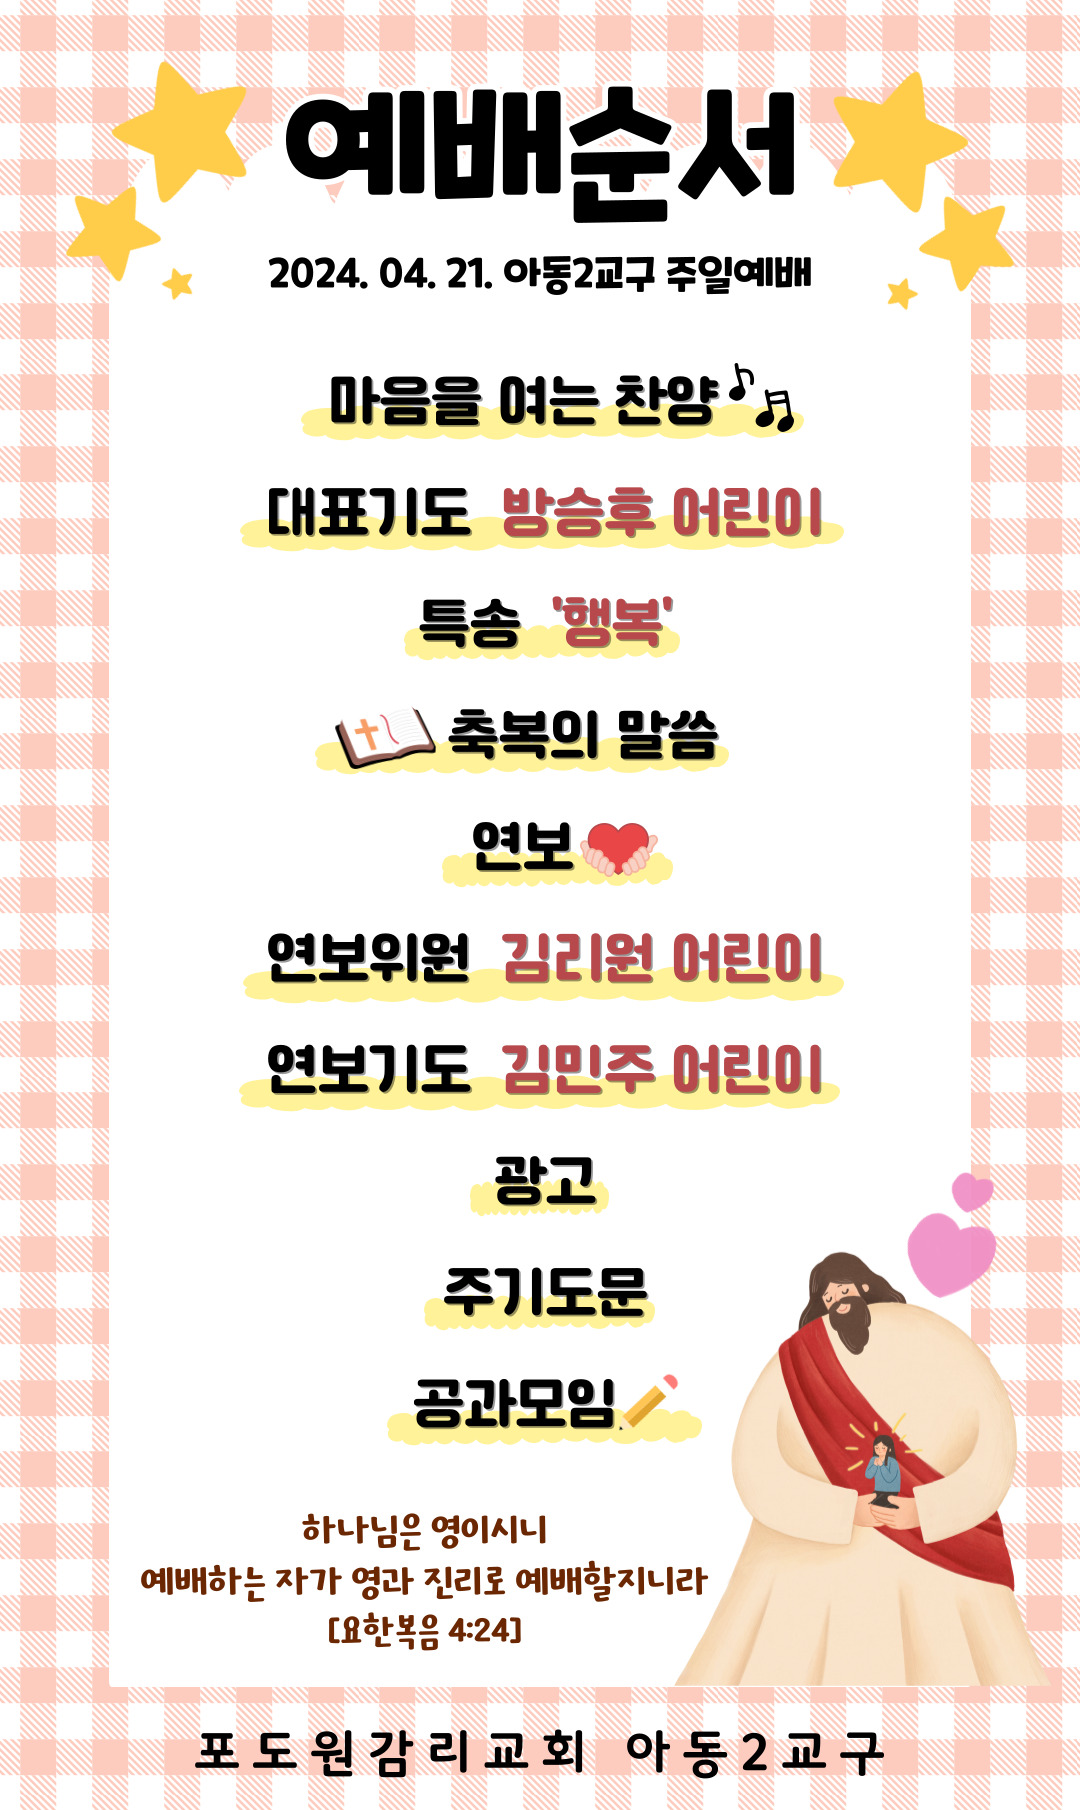 예배순서
2024. 04. 21. 아동2교구 주일예배
마음을 여는 찬양
대표기도 방승후 어린이
특송 '행복'
축복의 말씀
연보
연보위원 김리원 어린이
연보기도 김민주 어린이
광고
주기도문
공과모임
하나님은 영이시니
예배하는 자가 영과 진리로 예배할지니라
[요한복음 4:24]
포도원감리교회 아동2교구